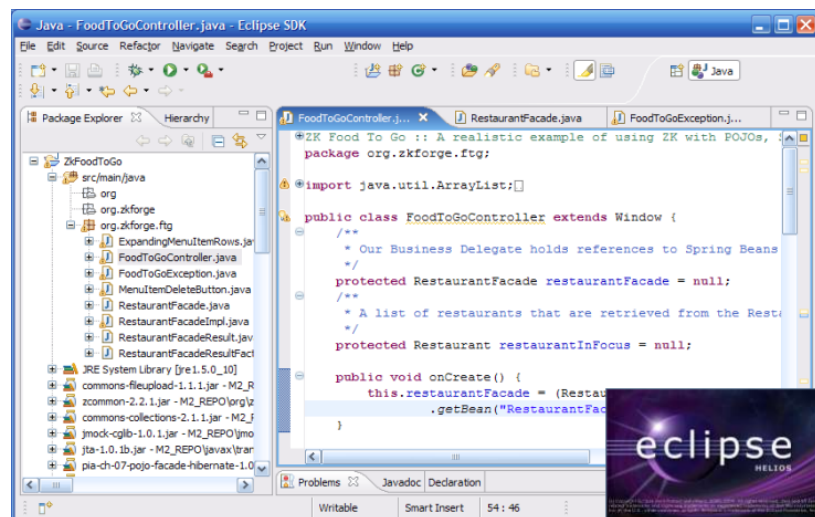 Java - FoodToGoController.java - Eclipse SDK
File Edit Source Refactor Navigate Search Project Run Window Help
Java
Package Explorer Hierarchy
FoodToGoController.j... RestaurantFacade.java FoodToGoException.j...
ZkFoodToGo
src/main/java
org
org.zkforge
org.zkforge.ftg
ExpandingMenuItemRows.jav
FoodToGoController.java
FoodToGoException.java
MenuItemDeleteButton.java
RestaurantFacade.java
RestaurantFacadeImpl.java
RestaurantFacadeResult.java
RestaurantFacadeResultFact
JRE System Library [jre1.5.0_10]
commons-fileupload-1.1.1.jar - M2_R
zcommon-2.2.1.jar - M2_REPO\org\z
commons-collections-2.1.1.jar - M2_F
jmock-cglib-1.0.1.jar - M2_REPO\jmo
jta-1.0.1b.jar - M2_REPO\javax\tran
pia-ch-07-pojo-facade-hibernate-1.0
ZK Food To Go :: A realistic example of using ZK with POJOs, S
package org.zkforge.ftg;
import java.util.ArrayList;
public class FoodToGoController extends Window {
/**
* Our Business Delegate holds references to Spring Beans
*/
protected RestaurantFacade restaurantFacade = null;
/**
* A list of restaurants that are retrieved from the Resta
*/
protected Restaurant restaurantInFocus = null;
public void onCreate() {
this.restaurantFacade = (Restau
.getBean("RestaurantFac
}
Problems Javadoc Declaration
Writable Smart Insert 54 : 46
eclipse
HELIOS